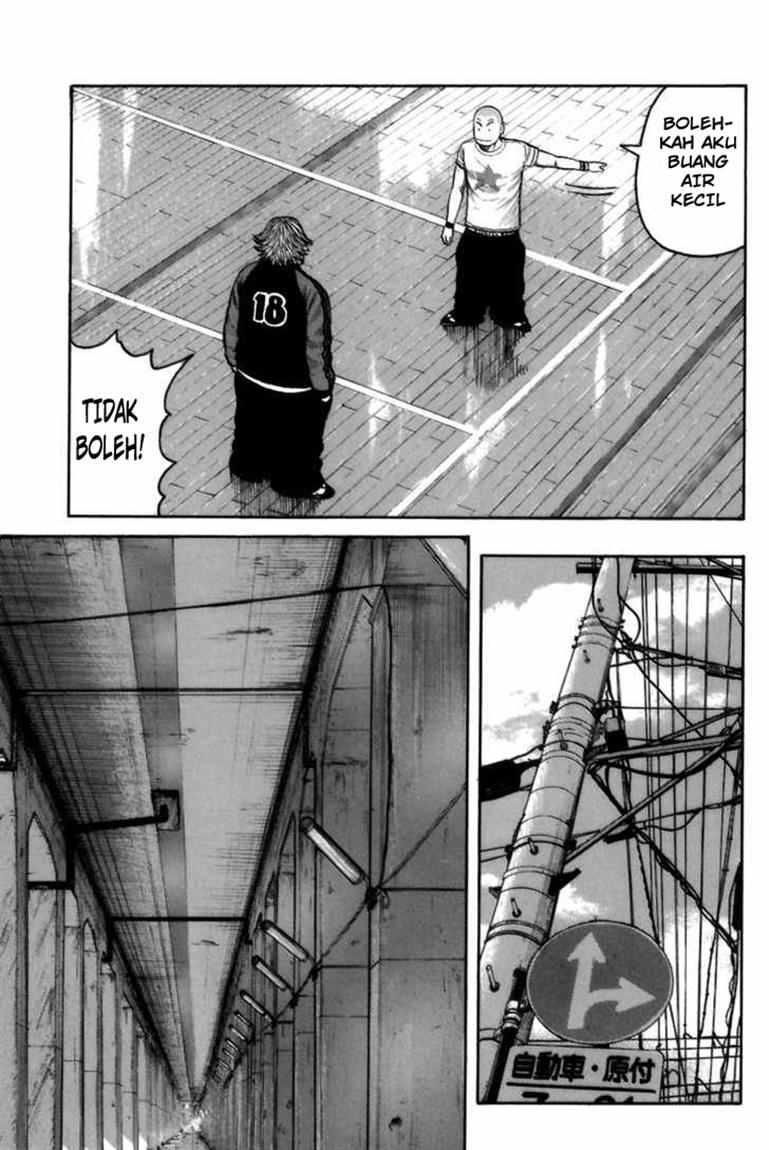 BOLEH-
KAH AKU
BUANG
AIR
KECIL
18
TIDAK
BOLEH!
自動車・原付